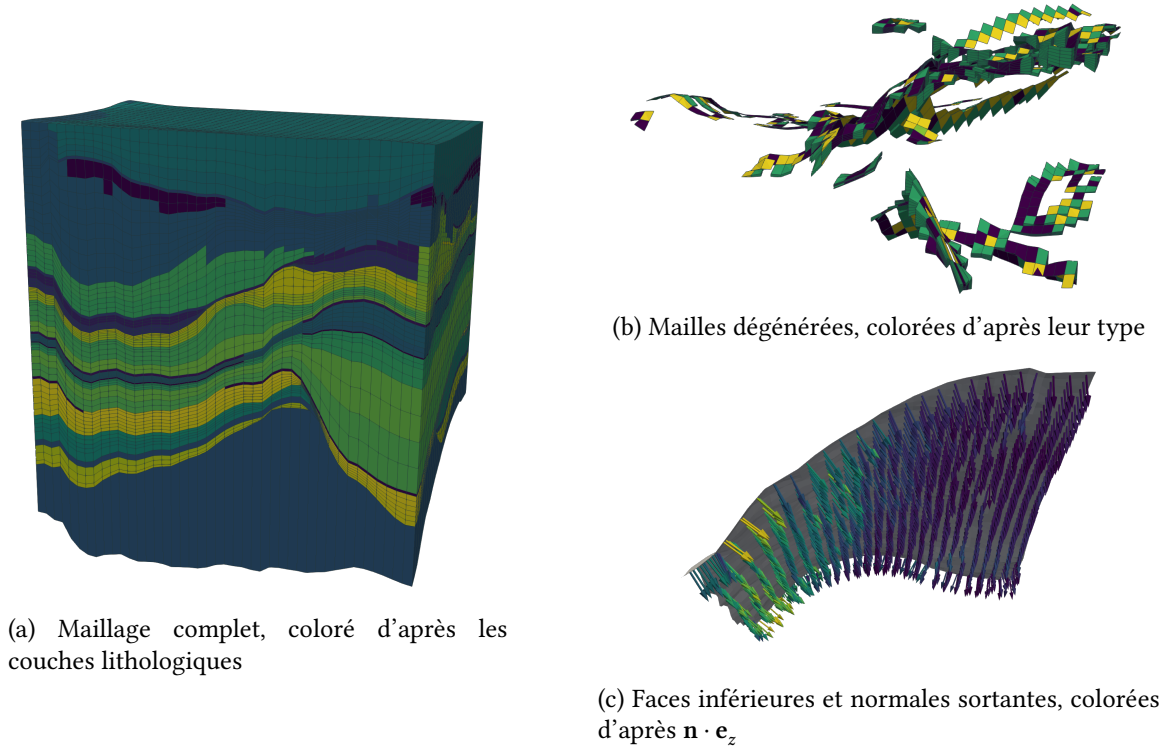 (a) Maillage complet, coloré d'après les
couches lithologiques
(b) Mailles dégénérées, colorées d'après leur type
(c) Faces inférieures et normales sortantes, colorées
d'après n · e_z